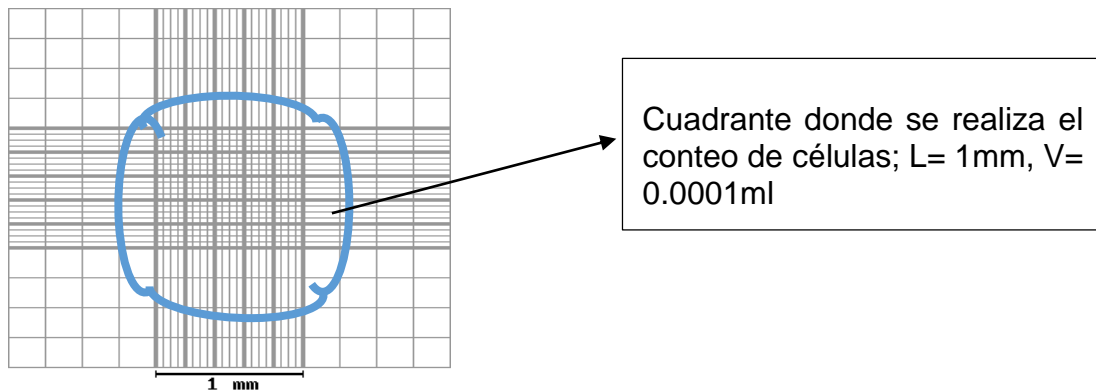 Cuadrante donde se realiza el
conteo de células; L= 1mm, V=
0.0001ml
1 mm